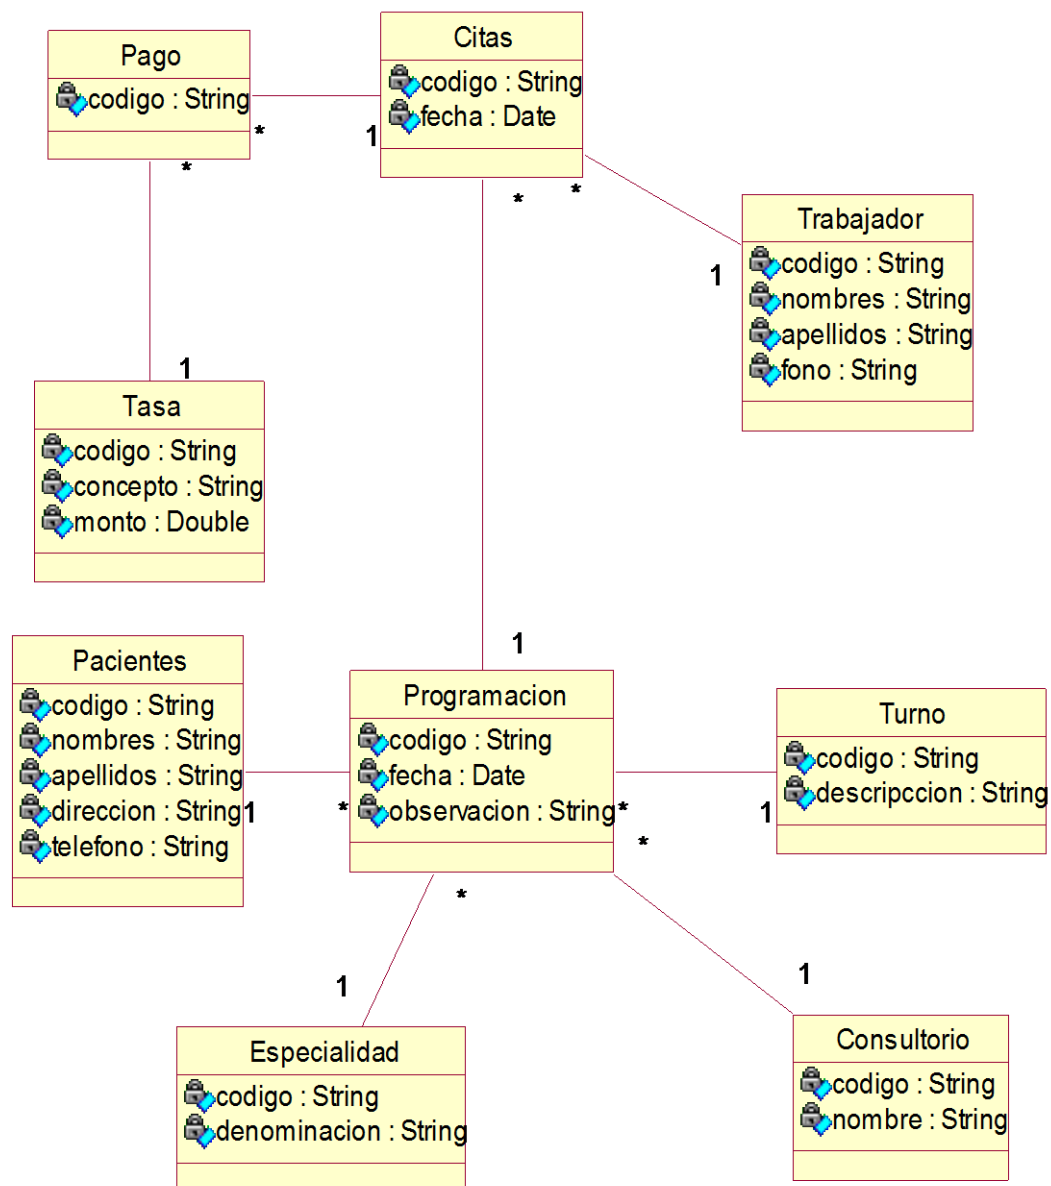 Pago
codigo : String
*
*
Citas
codigo : String
fecha : Date
1
*
*
Trabajador
codigo : String
nombres : String
apellidos : String
fono : String
1
1
Tasa
codigo : String
concepto : String
monto : Double
1
Pacientes
codigo : String
nombres : String
apellidos : String
direccion : String
telefono : String
1
Programacion
codigo : String
fecha : Date
observacion : String
*
*
*
*
Turno
codigo : String
descripccion : String
1
1
Especialidad
codigo : String
denominacion : String
1
Consultorio
codigo : String
nombre : String